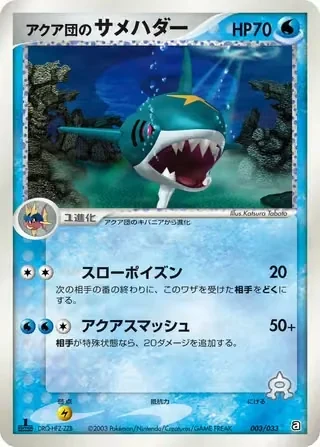 アクア団のサメハダー HP70
Illus. Katsura Tabata
1進化 アクア団のキバニアから進化
スローポイズン 20
次の相手の番の終わりに、このワザを受けた相手をどくに
する。
アクアスマッシュ 50+
相手が特殊状態なら、20ダメージを追加する。
弱点 抵抗力 にげる
©2003 Pokémon/Nintendo/Creatures/GAME FREAK. 002/033 a